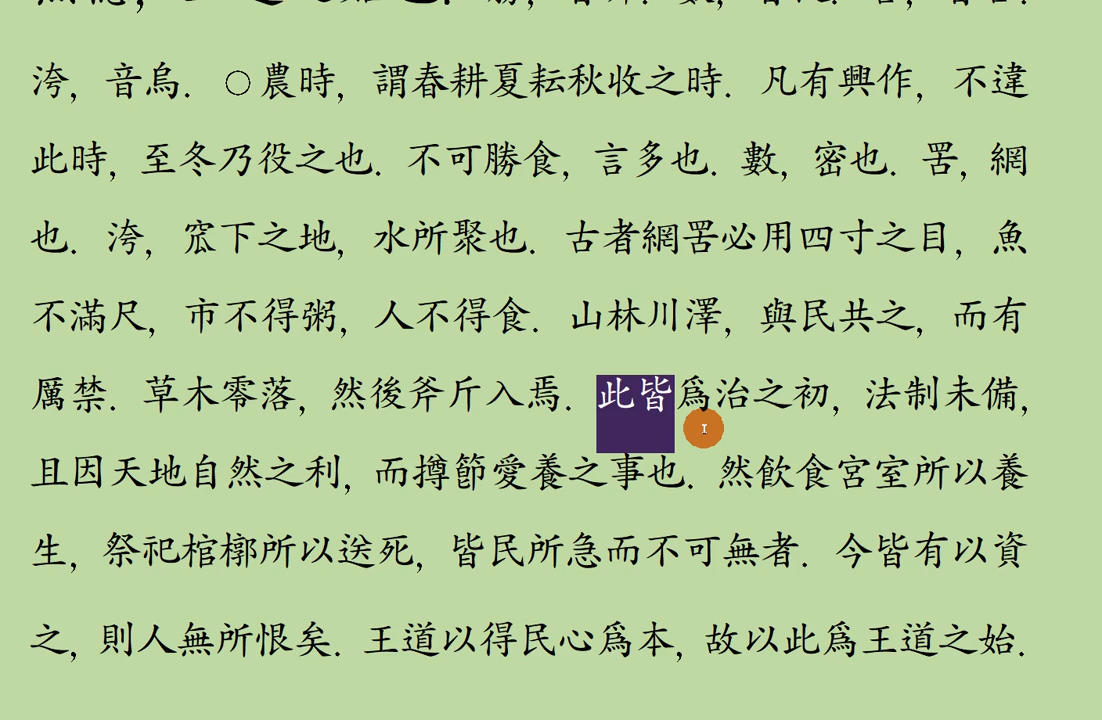 洿, 音烏. ○農時, 謂春耕夏耘秋收之時. 凡有興作, 不違
此時, 至冬乃役之也. 不可勝食, 言多也. 數, 密也. 罟, 網
也. 洿, 窊下之地, 水所聚也. 古者網罟必用四寸之目, 魚
不滿尺, 市不得粥, 人不得食. 山林川澤, 與民共之, 而有
厲禁. 草木零落, 然後斧斤入焉. 此皆爲治之初, 法制未備,
且因天地自然之利, 而撙節愛養之事也. 然飮食宮室所以養
生, 祭祀棺槨所以送死, 皆民所急而不可無者. 今皆有以資
之, 則人無所恨矣. 王道以得民心爲本, 故以此爲王道之始.